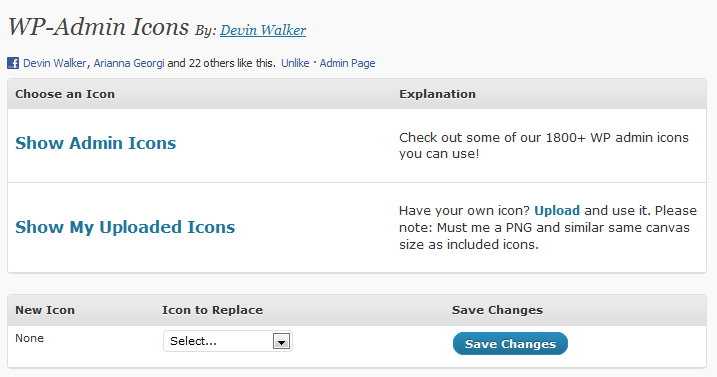 WP-Admin Icons By: Devin Walker
Devin Walker, Arianna Georgi and 22 others like this. Unlike · Admin Page
Choose an Icon Explanation
Show Admin Icons
Check out some of our 1800+ WP admin icons
you can use!
Show My Uploaded Icons
Have your own icon? Upload and use it. Please
note: Must me a PNG and similar same canvas
size as included icons.
New Icon Icon to Replace Save Changes
None Select... Save Changes